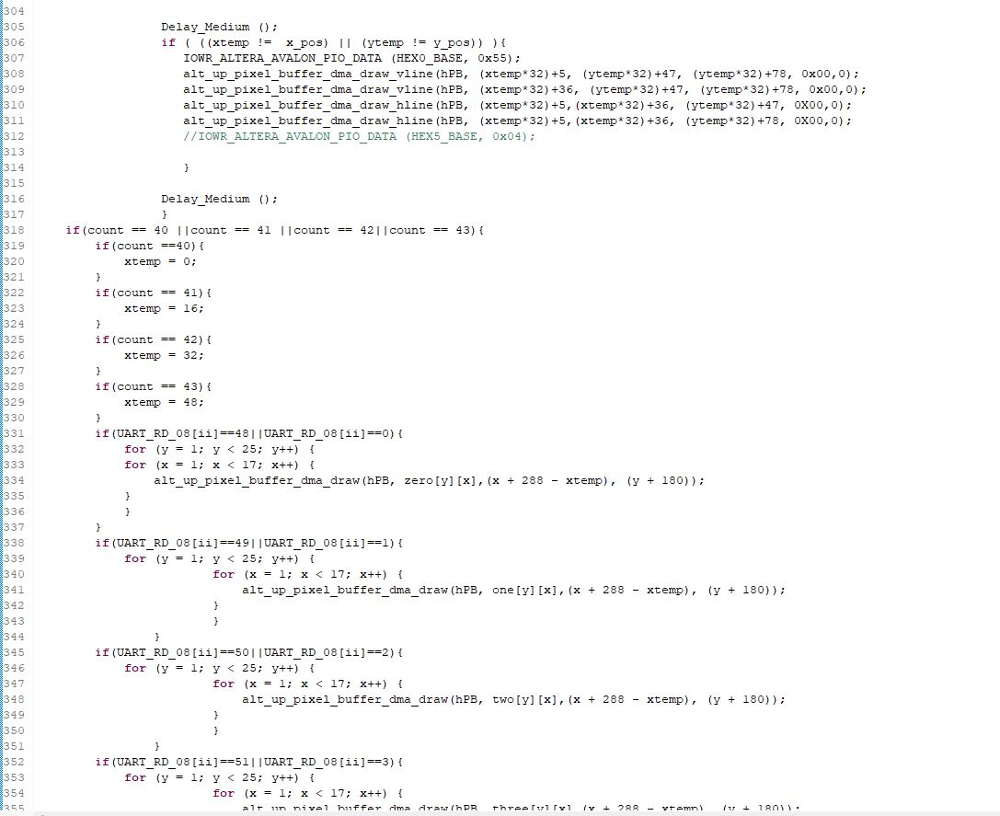 304
305 Delay_Medium ();
306 if ( ((xtemp != x_pos) || (ytemp != y_pos)) ){
307 IOWR_ALTERA_AVALON_PIO_DATA (HEX0_BASE, 0x55);
308 alt_up_pixel_buffer_dma_draw_vline(hPB, (xtemp*32)+5, (ytemp*32)+47, (ytemp*32)+78, 0x00,0);
309 alt_up_pixel_buffer_dma_draw_vline(hPB, (xtemp*32)+36, (ytemp*32)+47, (ytemp*32)+78, 0x00,0);
310 alt_up_pixel_buffer_dma_draw_hline(hPB, (xtemp*32)+5,(xtemp*32)+36, (ytemp*32)+47, 0X00,0);
311 alt_up_pixel_buffer_dma_draw_hline(hPB, (xtemp*32)+5,(xtemp*32)+36, (ytemp*32)+78, 0X00,0);
312 //IOWR_ALTERA_AVALON_PIO_DATA (HEX5_BASE, 0x04);
313
314 }
315
316 Delay_Medium ();
317 }
318 if(count == 40 ||count == 41 ||count == 42||count == 43){
319 if(count ==40){
320 xtemp = 0;
321 }
322 if(count == 41){
323 xtemp = 16;
324 }
325 if(count == 42){
326 xtemp = 32;
327 }
328 if(count == 43){
329 xtemp = 48;
330 }
331 if(UART_RD_08[ii]==48||UART_RD_08[ii]==0){
332 for (y = 1; y < 25; y++) {
333 for (x = 1; x < 17; x++) {
334 alt_up_pixel_buffer_dma_draw(hPB, zero[y][x],(x + 288 - xtemp), (y + 180));
335 }
336 }
337 }
338 if(UART_RD_08[ii]==49||UART_RD_08[ii]==1){
339 for (y = 1; y < 25; y++) {
340 for (x = 1; x < 17; x++) {
341 alt_up_pixel_buffer_dma_draw(hPB, one[y][x],(x + 288 - xtemp), (y + 180));
342 }
343 }
344 }
345 if(UART_RD_08[ii]==50||UART_RD_08[ii]==2){
346 for (y = 1; y < 25; y++) {
347 for (x = 1; x < 17; x++) {
348 alt_up_pixel_buffer_dma_draw(hPB, two[y][x],(x + 288 - xtemp), (y + 180));
349 }
350 }
351 }
352 if(UART_RD_08[ii]==51||UART_RD_08[ii]==3){
353 for (y = 1; y < 25; y++) {
354 for (x = 1; x < 17; x++) {
355 alt_up_pixel_buffer_dma_draw(hPB, three[y][x],(x + 288 - xtemp), (y + 180));